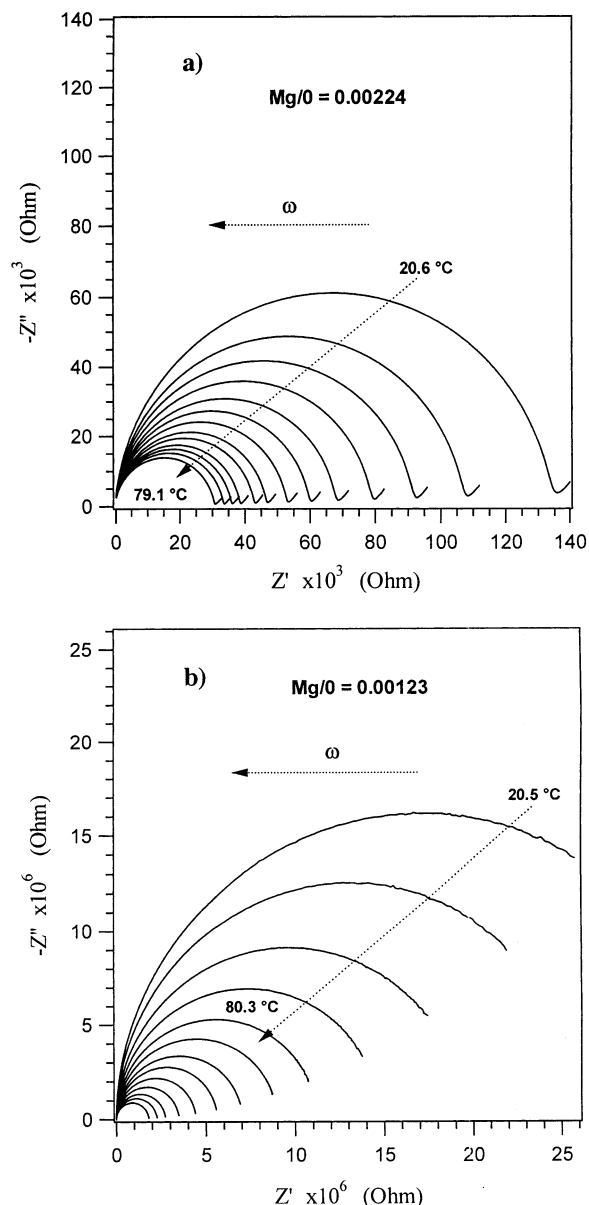 a)
Mg/0 = 0.00224
ω
20.6 °C
79.1 °C
140
120
100
80
60
40
20
0
-Z" x10³ (Ohm)
0 20 40 60 80 100 120 140
Z' x10³ (Ohm)
b)
Mg/0 = 0.00123
ω
20.5 °C
80.3 °C
25
20
15
10
5
0
-Z" x10⁶ (Ohm)
0 5 10 15 20 25
Z' x10⁶ (Ohm)